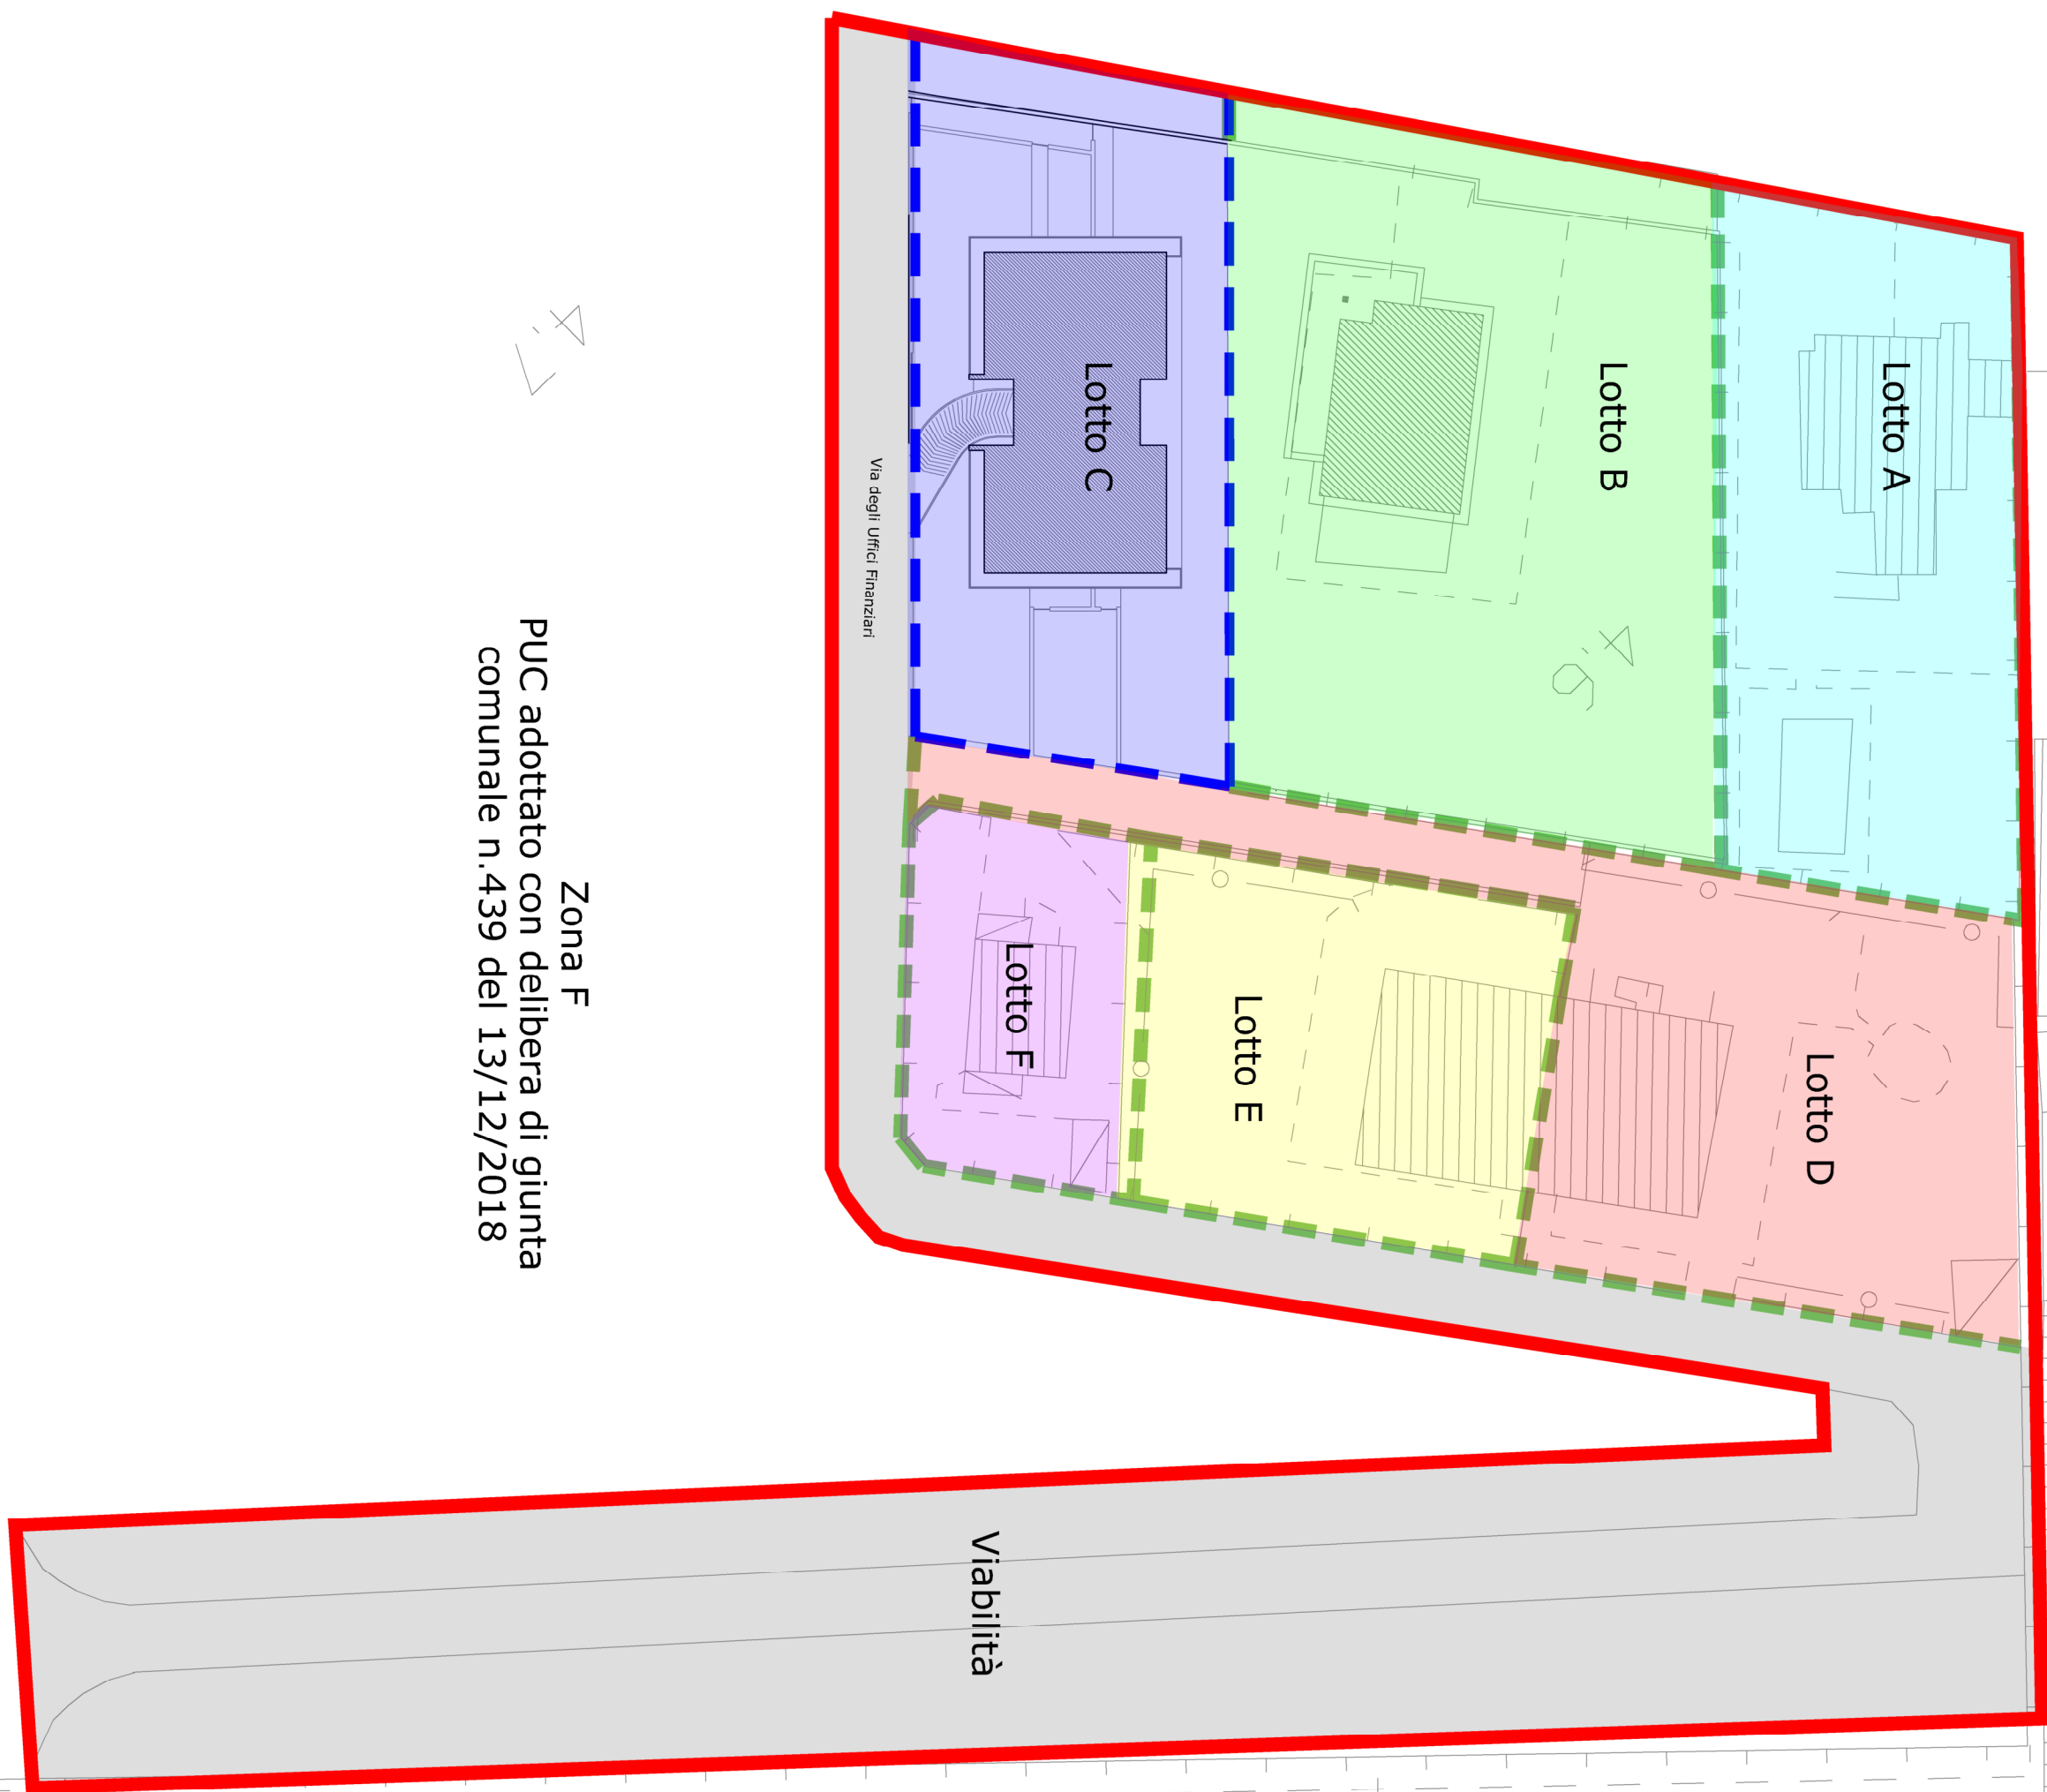 Lotto A
Lotto B
Lotto C
Via degli Uffici Finanziari
Lotto D
Lotto E
Lotto F
Zona F
PUC adottato con delibera di giunta
comunale n.439 del 13/12/2018
Viabilità